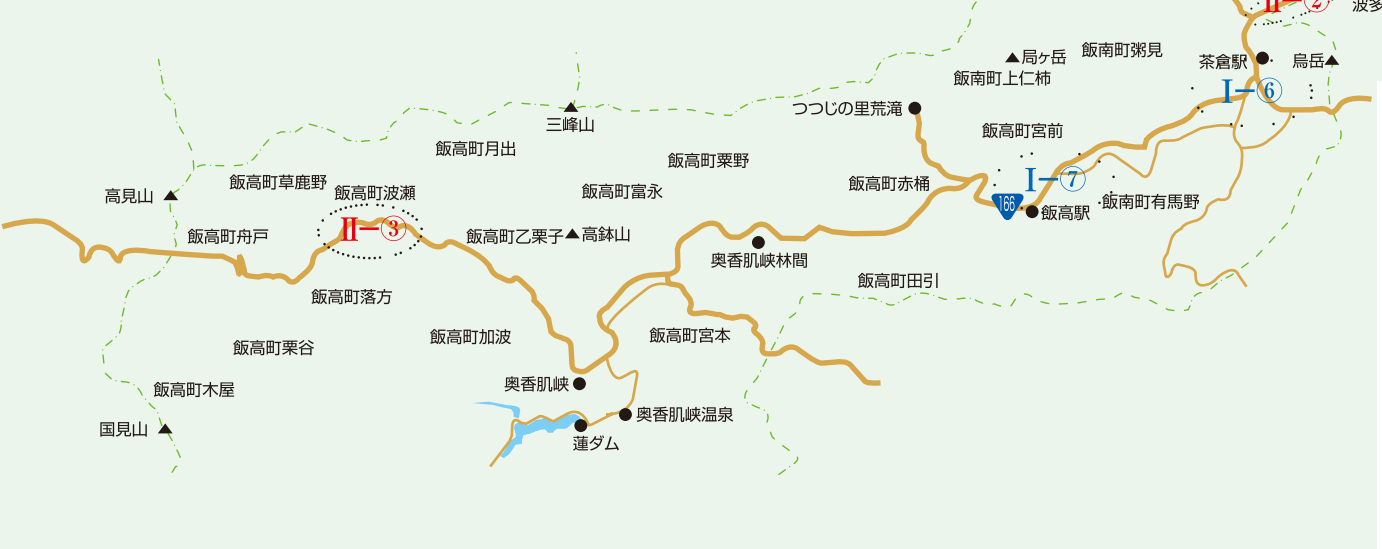 II-②
波多
局ヶ岳
飯南町粥見
茶倉駅
烏岳
飯南町上仁柿
I-⑥
三峰山
つつじの里荒滝
飯高町宮前
飯高町月出
飯高町粟野
飯高町草鹿野
飯高町波瀬
飯高町富永
飯高町赤桶
I-⑦
高見山
166
飯高駅
飯南町有馬野
飯高町舟戸
II-③
飯高町乙栗子
高鉢山
奥香肌峡林間
飯高町田引
飯高町落方
飯高町加波
飯高町宮本
飯高町栗谷
飯高町木屋
奥香肌峡
奥香肌峡温泉
国見山
蓮ダム